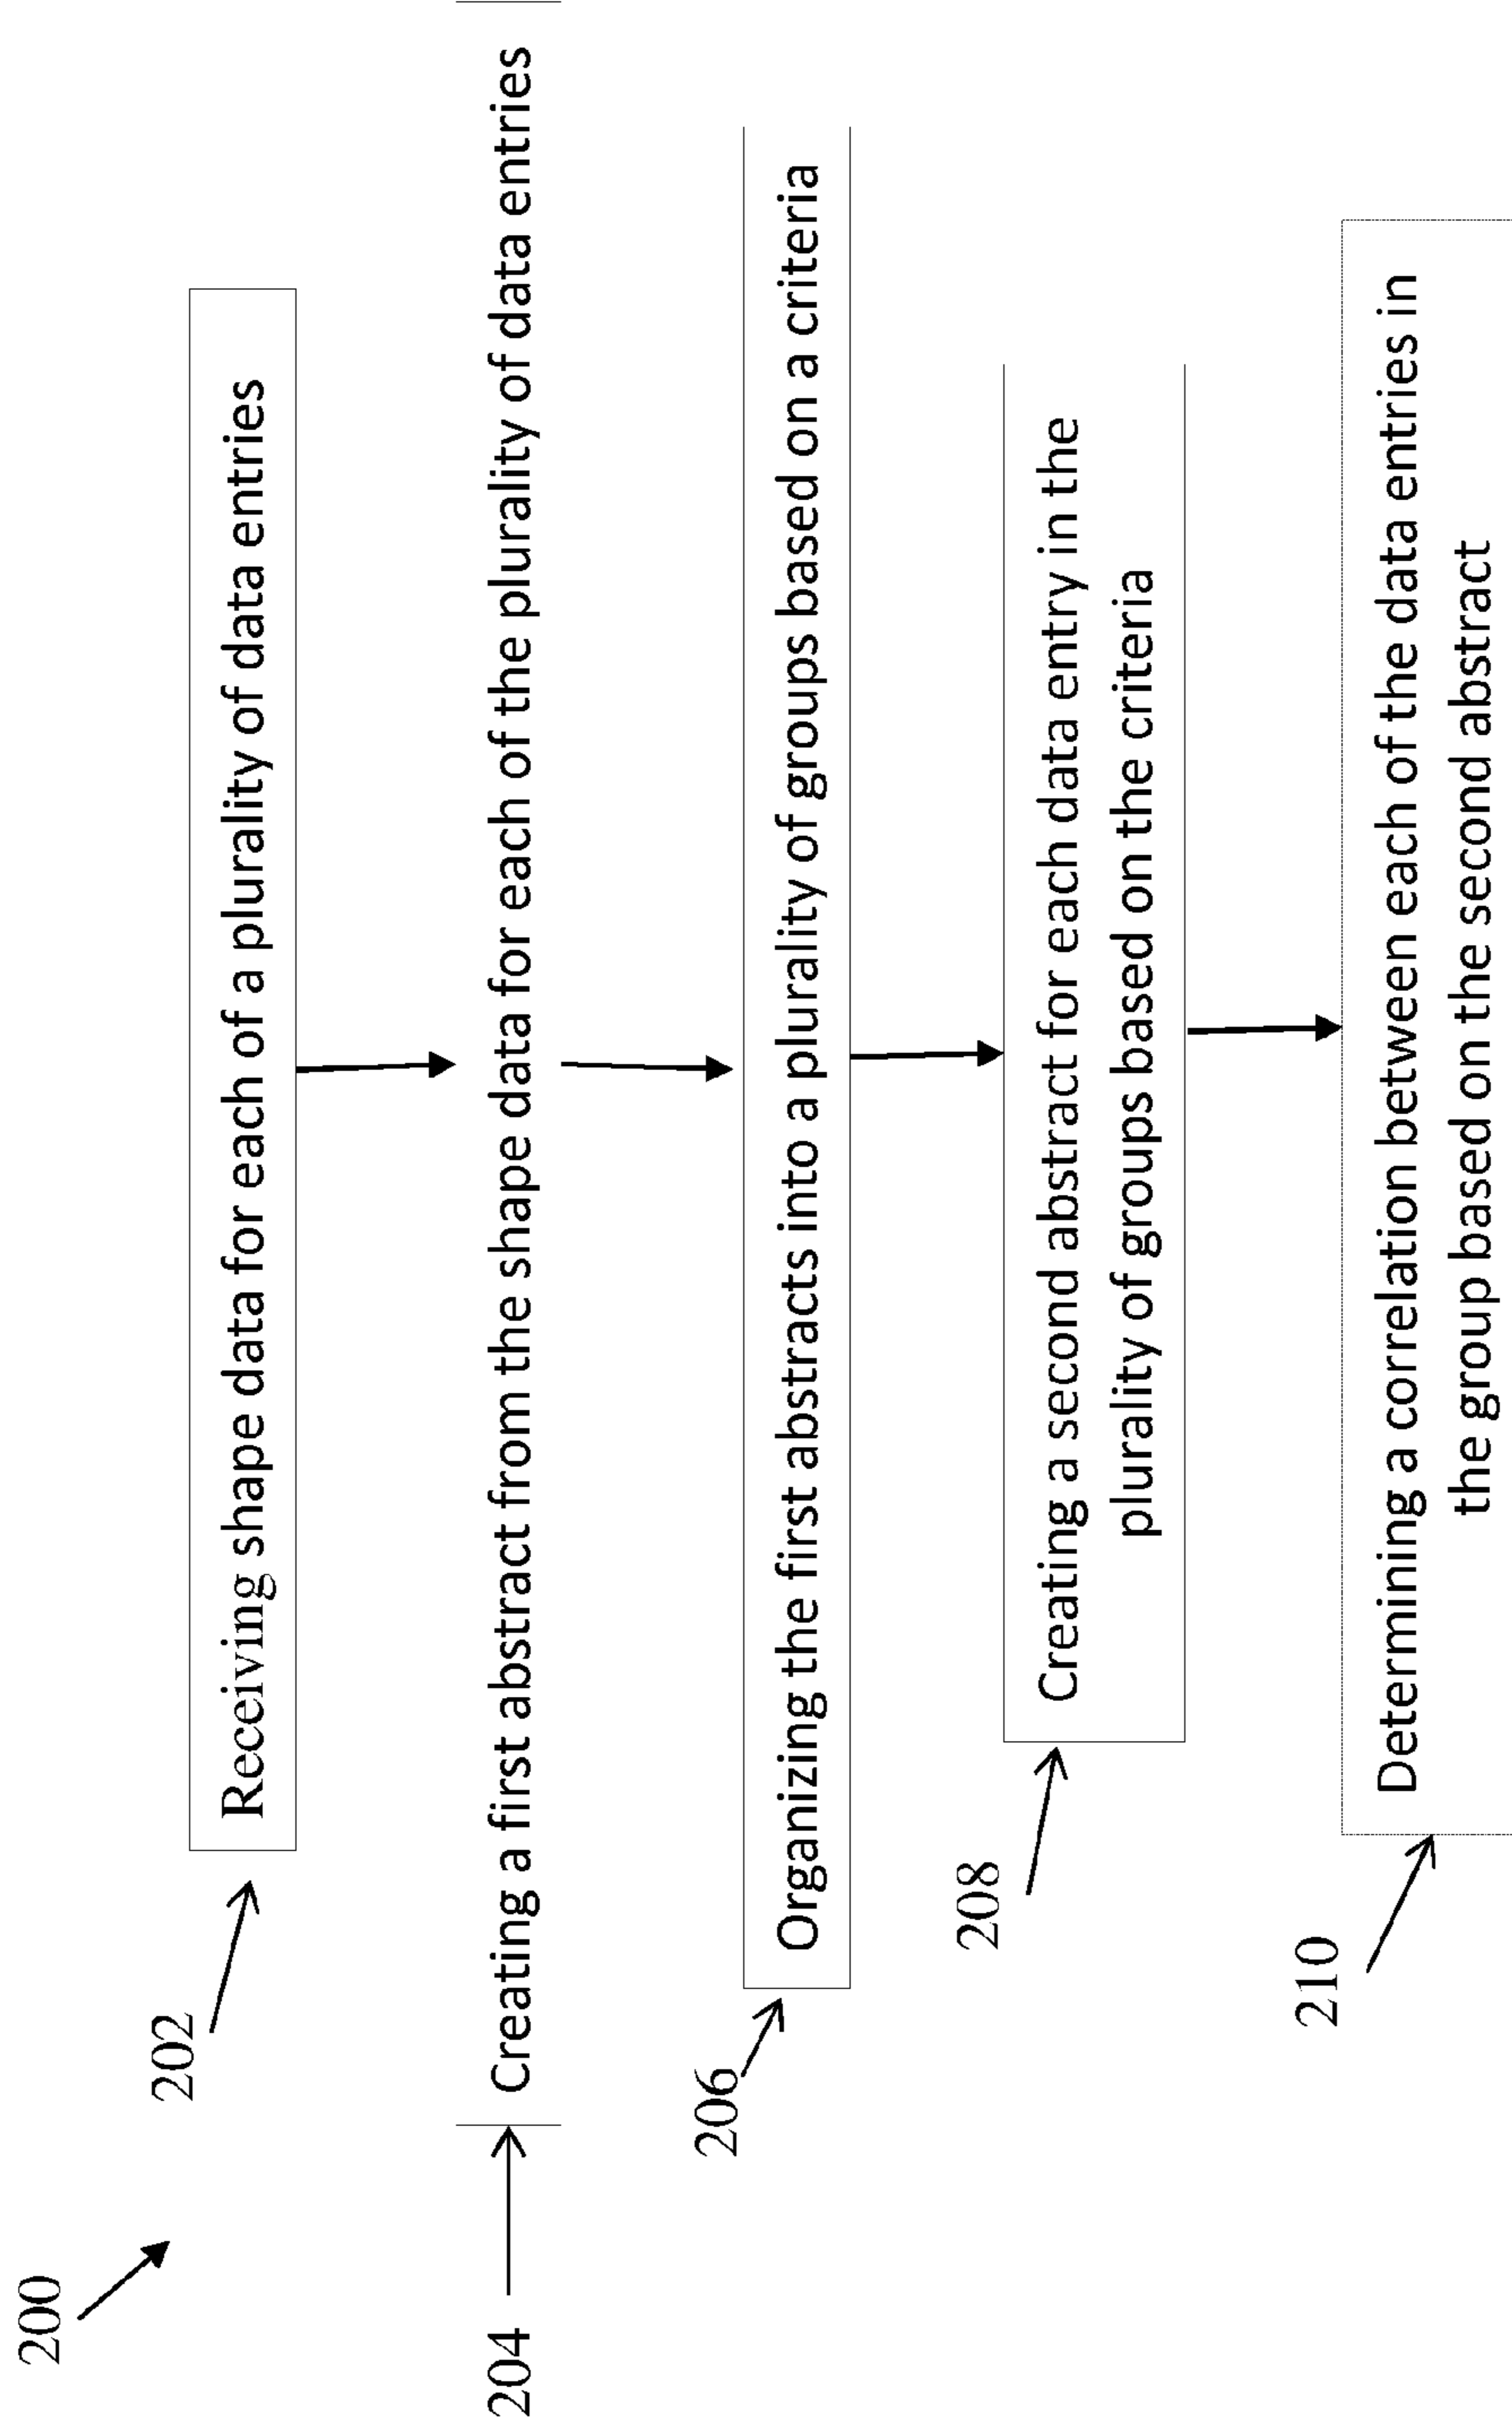 200
202
Receiving shape data for each of a plurality of data entries
204
Creating a first abstract from the shape data for each of the plurality of data entries
206
Organizing the first abstracts into a plurality of groups based on a criteria
208
Creating a second abstract for each data entry in the
plurality of groups based on the criteria
210
Determining a correlation between each of the data entries in
the group based on the second abstract